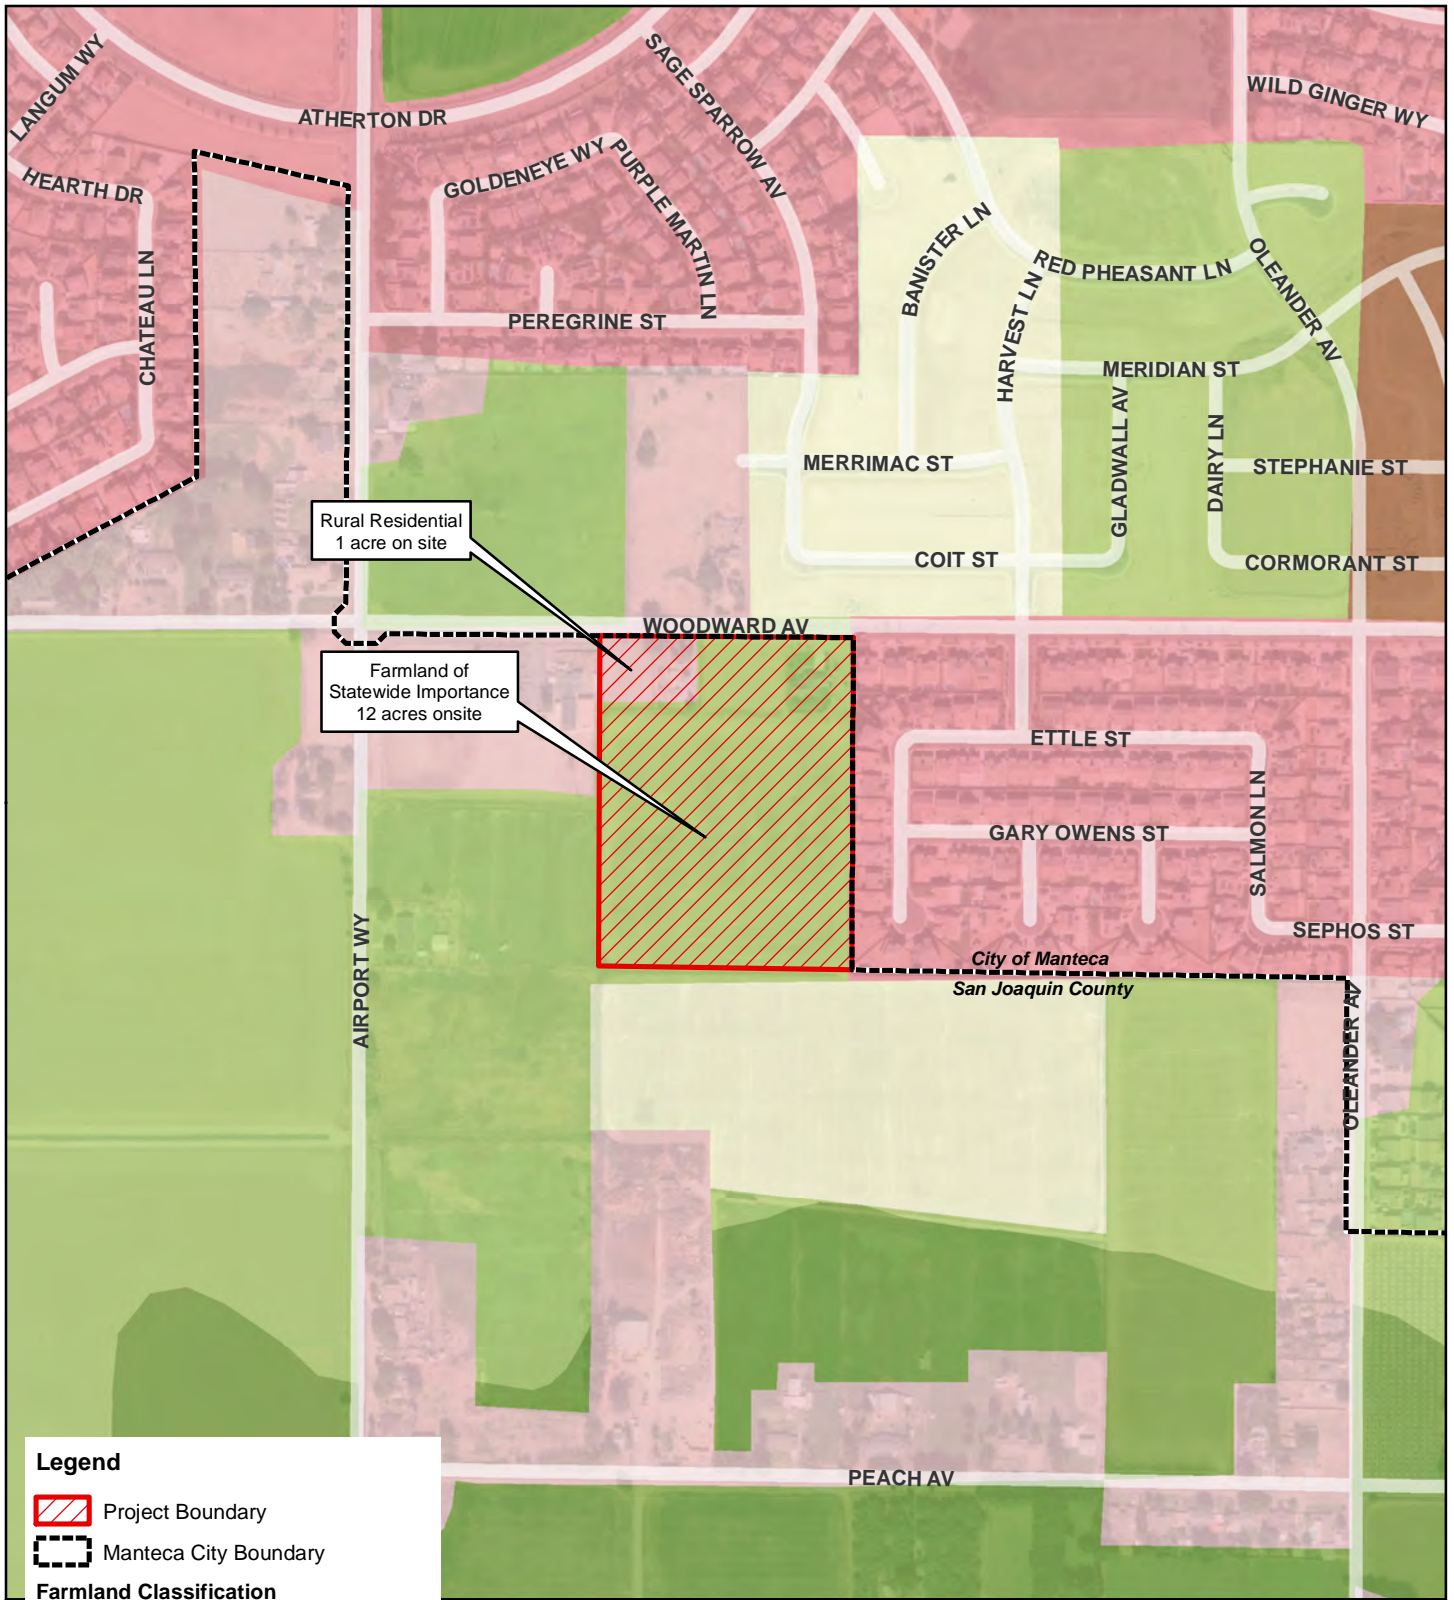 LANGUM WY
ATHERTON DR
SAGE SPARROW AV
WILD GINGER WY
HEARTH DR
GOLDENEYE WY
PURPLE MARTIN LN
CHATEAU LN
BANISTER LN
RED PHEASANT LN
OLEANDER AV
HARVEST LN
PEREGRINE ST
MERIDIAN ST
GLADWALL AV
DAIRY LN
MERRIMAC ST
STEPHANIE ST
COIT ST
CORMORANT ST
Rural Residential
1 acre on site
WOODWARD AV
Farmland of
Statewide Importance
12 acres onsite
ETTLE ST
SALMON LN
GARY OWENS ST
SEPHOS ST
City of Manteca
San Joaquin County
AIRPORT WY
OLEANDER AV
PEACH AV
Legend
Project Boundary
Manteca City Boundary
Farmland Classification